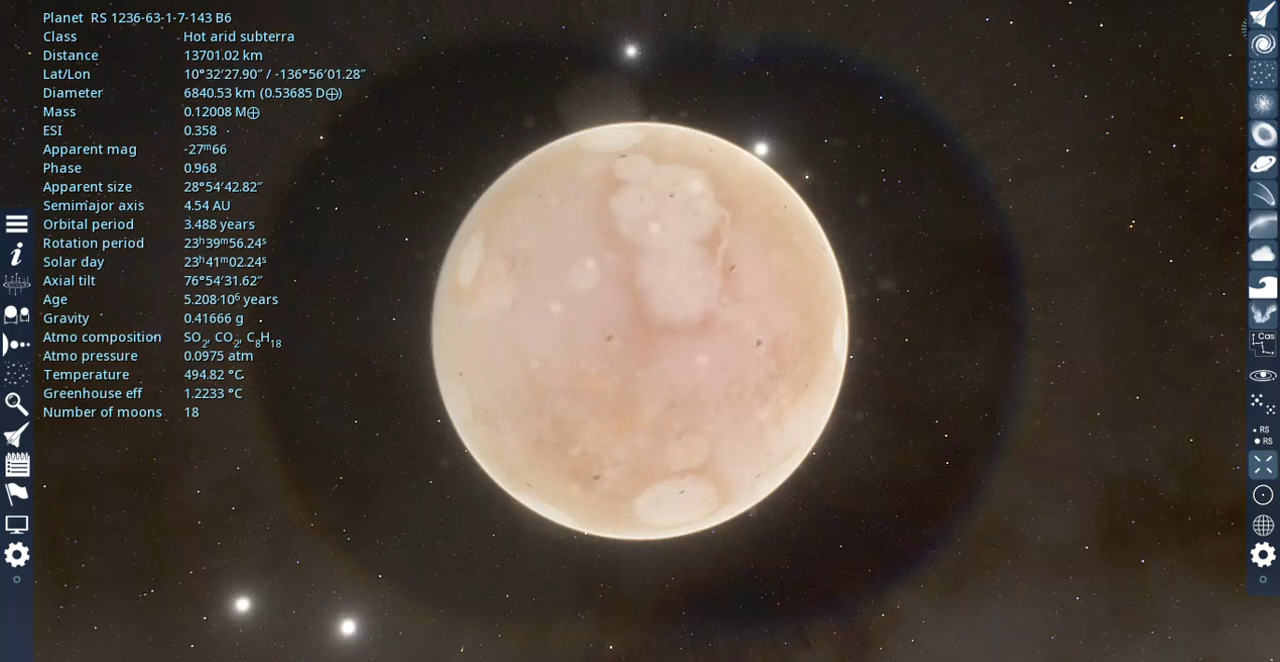 Planet RS 1236-63-1-7-143 B6
Class Hot arid subterra
Distance 13701.02 km
Lat/Lon 10°32′27.90″ / -136°56′01.28″
Diameter 6840.53 km (0.53685 D⊕)
Mass 0.12008 M⊕
ESI 0.358
Apparent mag -27ᵐ66
Phase 0.968
Apparent size 28°54′42.82″
Semimajor axis 4.54 AU
Orbital period 3.488 years
Rotation period 23ʰ39ᵐ56.24ˢ
Solar day 23ʰ41ᵐ02.24ˢ
Axial tilt 76°54′31.62″
Age 5.208·10⁶ years
Gravity 0.41666 g
Atmo composition SO₂, CO₂, C₈H₁₈
Atmo pressure 0.0975 atm
Temperature 494.82 °C
Greenhouse eff 1.2233 °C
Number of moons 18
Cas
RS
RS